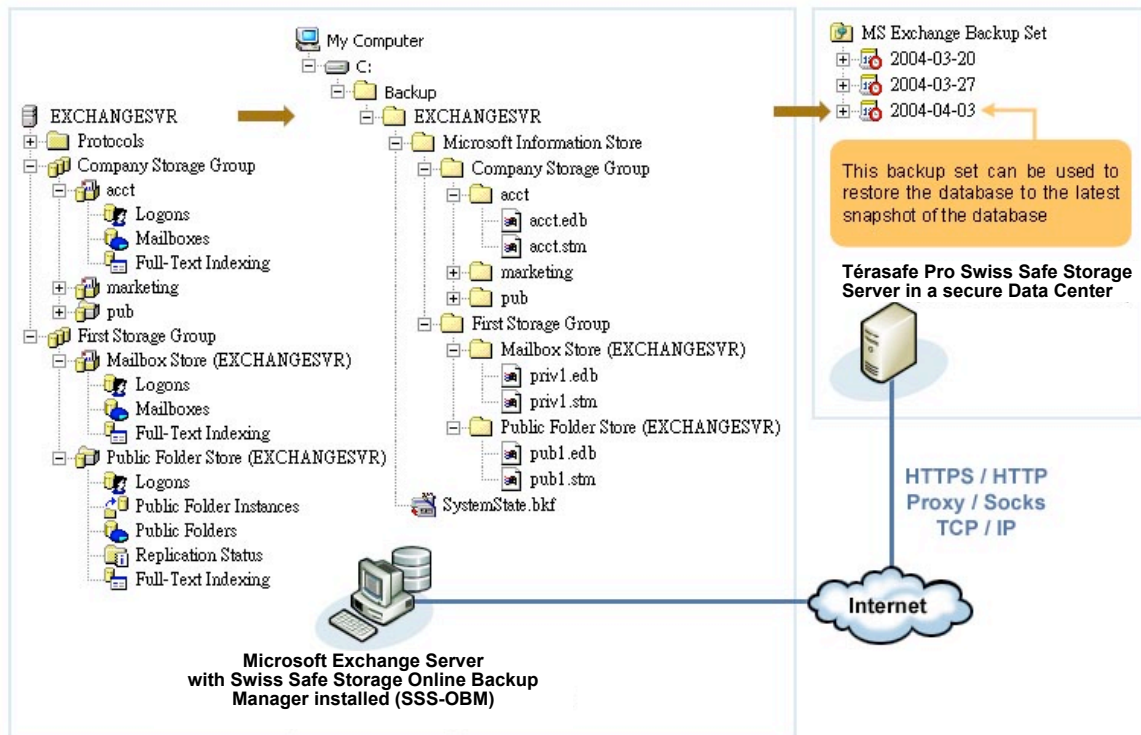 EXCHANGESVR
Protocols
Company Storage Group
acct
Logons
Mailboxes
Full-Text Indexing
marketing
pub
First Storage Group
Mailbox Store (EXCHANGESVR)
Logons
Mailboxes
Full-Text Indexing
Public Folder Store (EXCHANGESVR)
Logons
Public Folder Instances
Public Folders
Replication Status
Full-Text Indexing
My Computer
C:
Backup
EXCHANGESVR
Microsoft Information Store
Company Storage Group
acct
acct.edb
acct.stm
marketing
pub
First Storage Group
Mailbox Store (EXCHANGESVR)
priv1.edb
priv1.stm
Public Folder Store (EXCHANGESVR)
pub1.edb
pub1.stm
SystemState.bkf
Microsoft Exchange Server
with Swiss Safe Storage Online Backup
Manager installed (SSS-OBM)
MS Exchange Backup Set
2004-03-20
2004-03-27
2004-04-03
This backup set can be used to
restore the database to the latest
snapshot of the database
Térasafe Pro Swiss Safe Storage
Server in a secure Data Center
HTTPS / HTTP
Proxy / Socks
TCP / IP
Internet